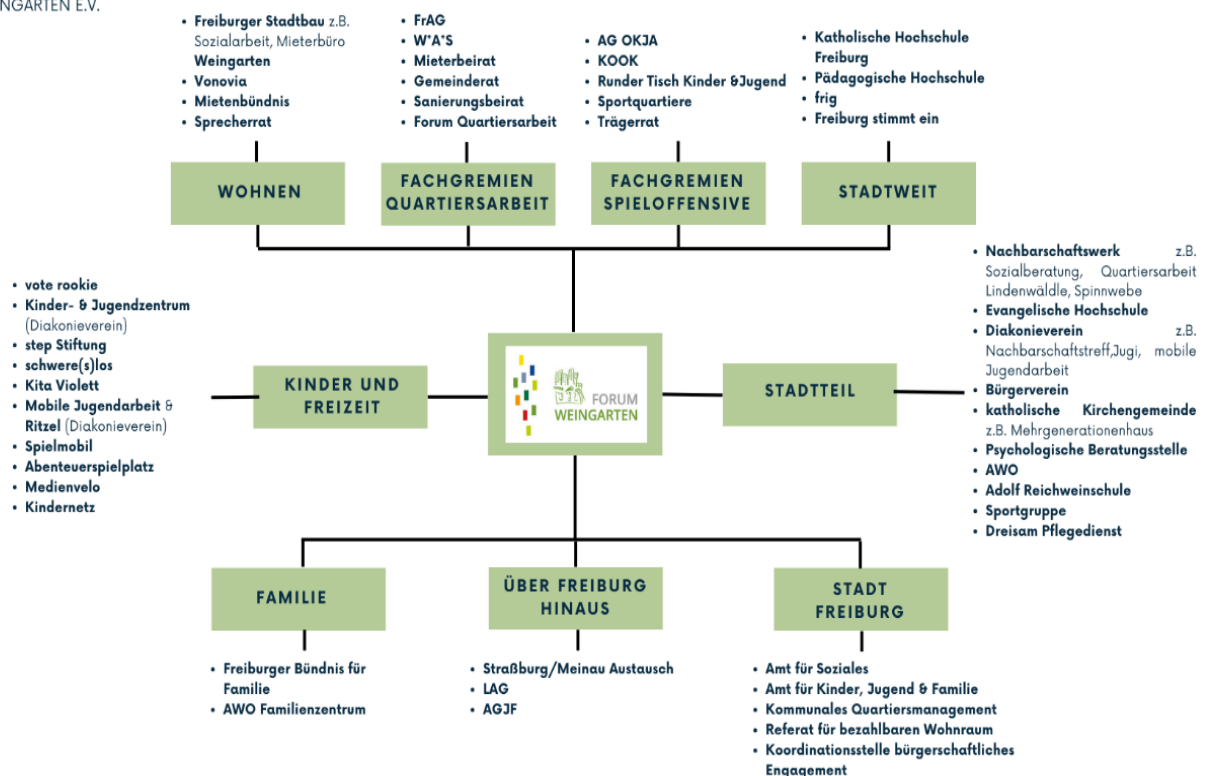 NGARTEN E.V.
• Freiburger Stadtbau z.B.
Sozialarbeit, Mieterbüro
Weingarten
• Vonovia
• Mietenbündnis
• Sprecherrat
• FrAG
• W*A*S
• Mieterbeirat
• Gemeinderat
• Sanierungsbeirat
• Forum Quartiersarbeit
• AG OKJA
• KOOK
• Runder Tisch Kinder &Jugend
• Sportquartiere
• Trägerrat
• Katholische Hochschule
Freiburg
• Pädagogische Hochschule
• frig
• Freiburg stimmt ein
WOHNEN
FACHGREMIEN
QUARTIERSARBEIT
FACHGREMIEN
SPIELOFFENSIVE
STADTWEIT
• vote rookie
• Kinder- & Jugendzentrum
(Diakonieverein)
• step Stiftung
• schwere(s)los
• Kita Violett
• Mobile Jugendarbeit &
Ritzel (Diakonieverein)
• Spielmobil
• Abenteuerspielplatz
• Medienvelo
• Kindernetz
KINDER UND
FREIZEIT
FORUM
WEINGARTEN
STADTTEIL
• Nachbarschaftswerk z.B.
Sozialberatung, Quartiersarbeit
Lindenwäldle, Spinnwebe
• Evangelische Hochschule
• Diakonieverein z.B.
Nachbarschaftstreff,Jugi, mobile
Jugendarbeit
• Bürgerverein
• katholische Kirchengemeinde
z.B. Mehrgenerationenhaus
• Psychologische Beratungsstelle
• AWO
• Adolf Reichweinschule
• Sportgruppe
• Dreisam Pflegedienst
FAMILIE
ÜBER FREIBURG
HINAUS
STADT
FREIBURG
• Freiburger Bündnis für
Familie
• AWO Familienzentrum
• Straßburg/Meinau Austausch
• LAG
• AGJF
• Amt für Soziales
• Amt für Kinder, Jugend & Familie
• Kommunales Quartiersmanagement
• Referat für bezahlbaren Wohnraum
• Koordinationsstelle bürgerschaftliches
Engagement